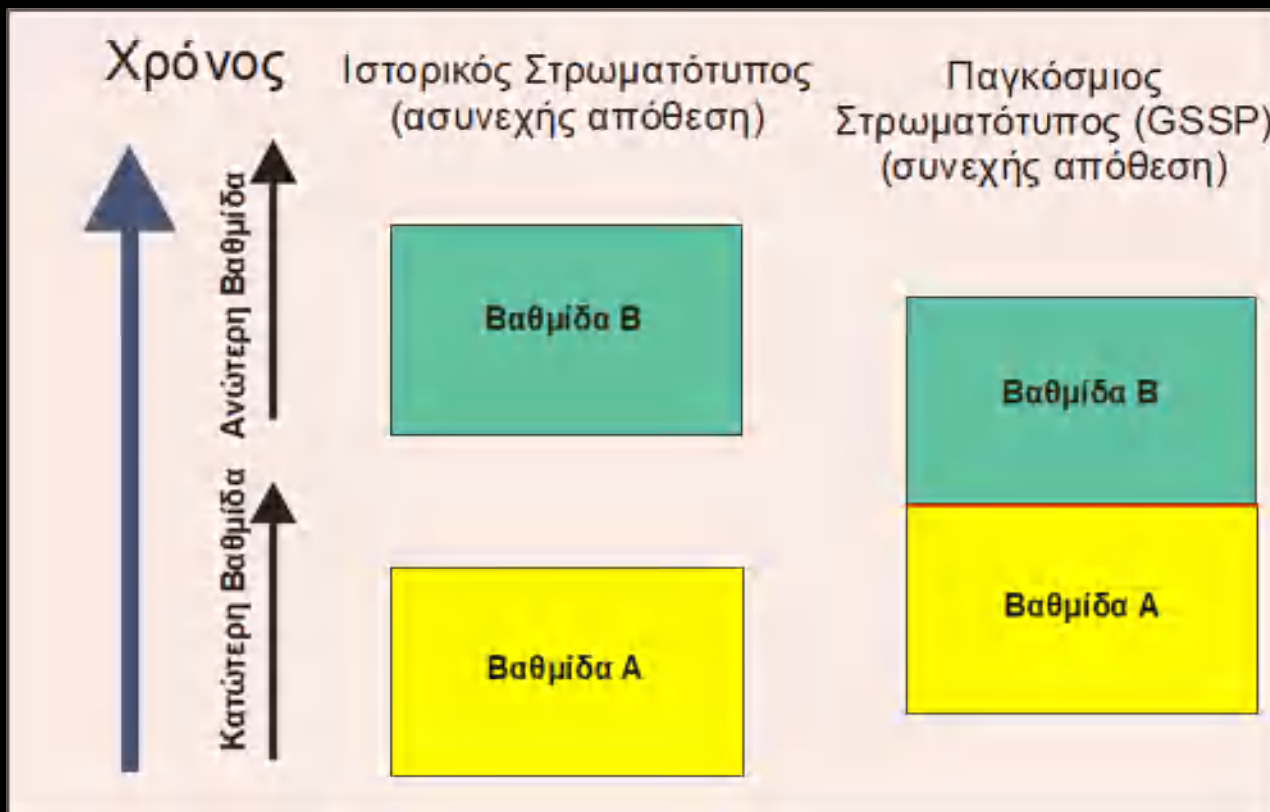 Χρόνος
Ιστορικός Στρωματότυπος
(ασυνεχής απόθεση)
Παγκόσμιος
Στρωματότυπος (GSSP)
(συνεχής απόθεση)
Ανώτερη Βαθμίδα
Κατώτερη Βαθμίδα
Βαθμίδα Β
Βαθμίδα Α
Βαθμίδα Β
Βαθμίδα Α